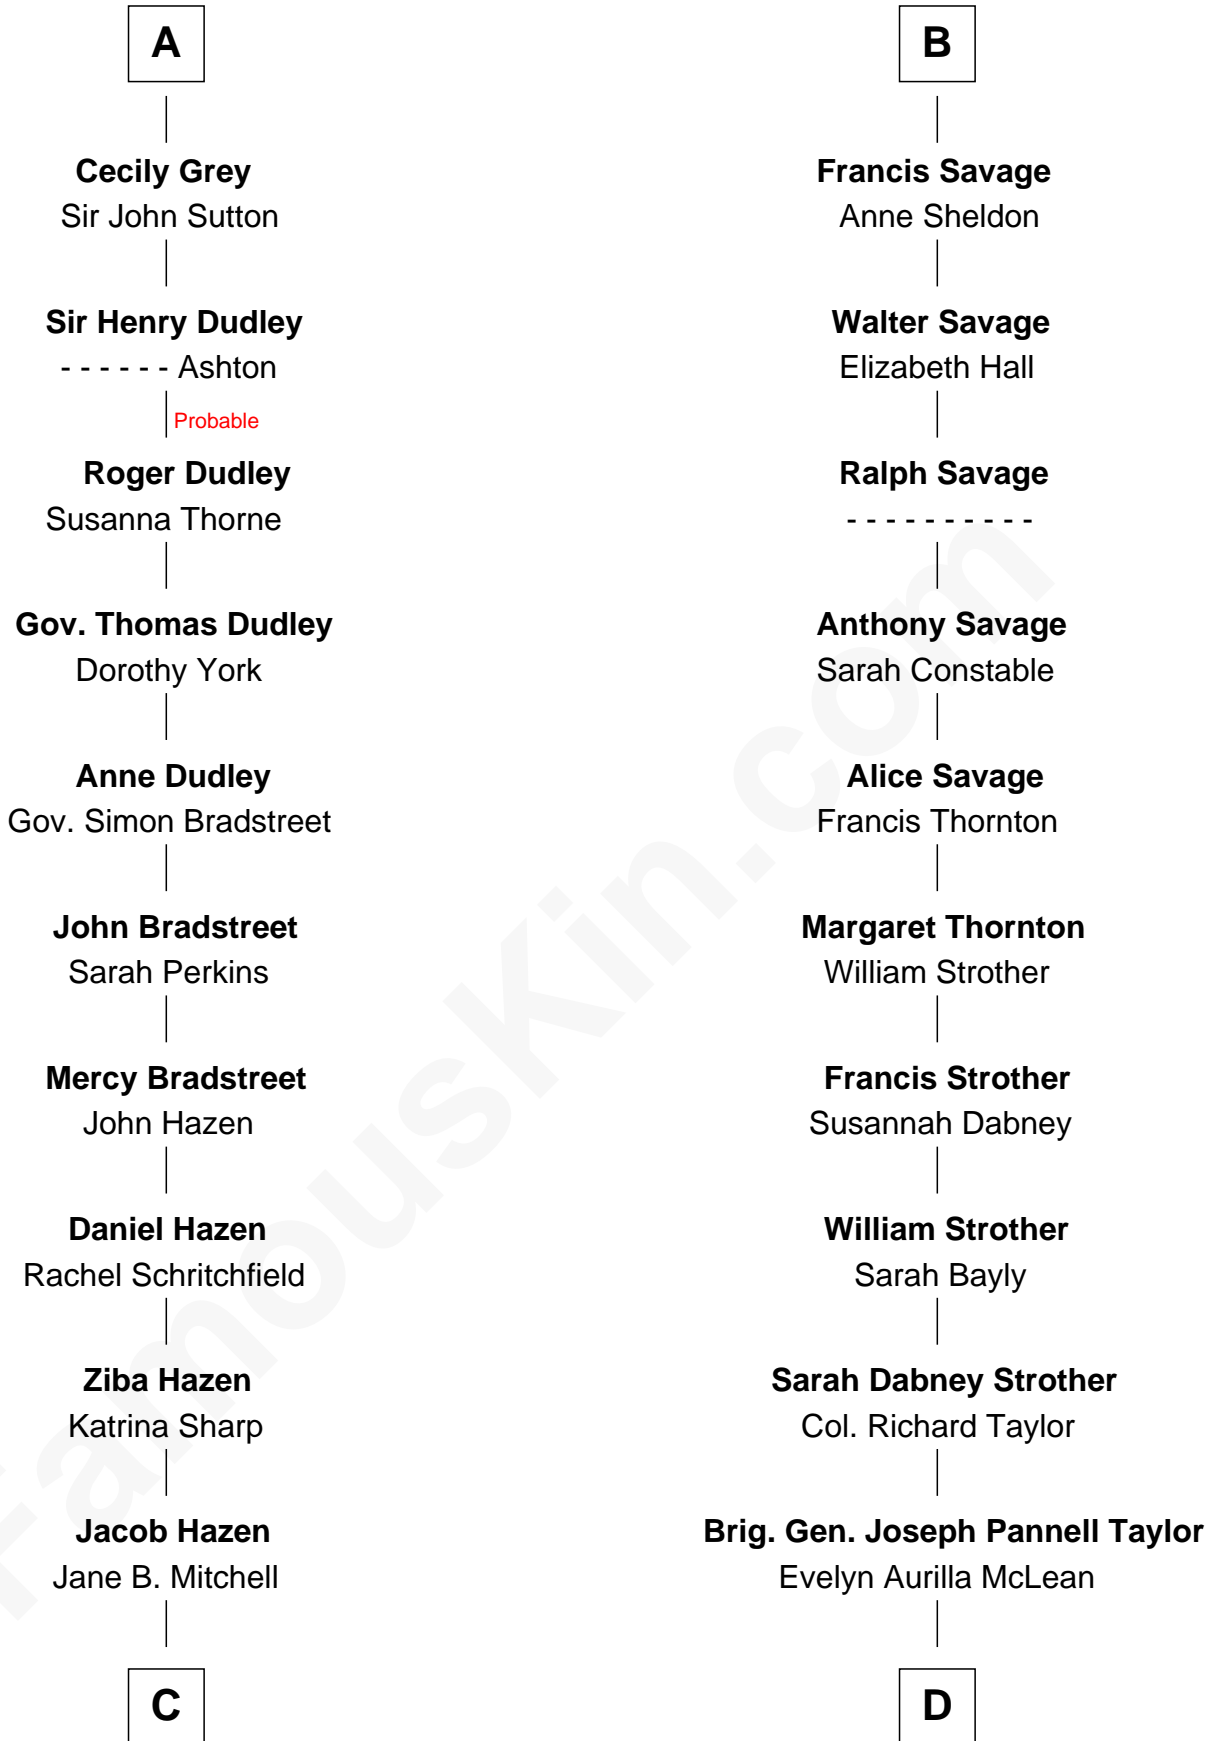 A
Cecily Grey
Sir John Sutton
Sir Henry Dudley
- - - - - - Ashton
Probable
Roger Dudley
Susanna Thorne
Gov. Thomas Dudley
Dorothy York
Anne Dudley
Gov. Simon Bradstreet
John Bradstreet
Sarah Perkins
Mercy Bradstreet
John Hazen
Daniel Hazen
Rachel Schritchfield
Ziba Hazen
Katrina Sharp
Jacob Hazen
Jane B. Mitchell
C
B
Francis Savage
Anne Sheldon
Walter Savage
Elizabeth Hall
Ralph Savage
- - - - - - - - - -
Anthony Savage
Sarah Constable
Alice Savage
Francis Thornton
Margaret Thornton
William Strother
Francis Strother
Susannah Dabney
William Strother
Sarah Bayly
Sarah Dabney Strother
Col. Richard Taylor
Brig. Gen. Joseph Pannell Taylor
Evelyn Aurilla McLean
D
FamousKin.com